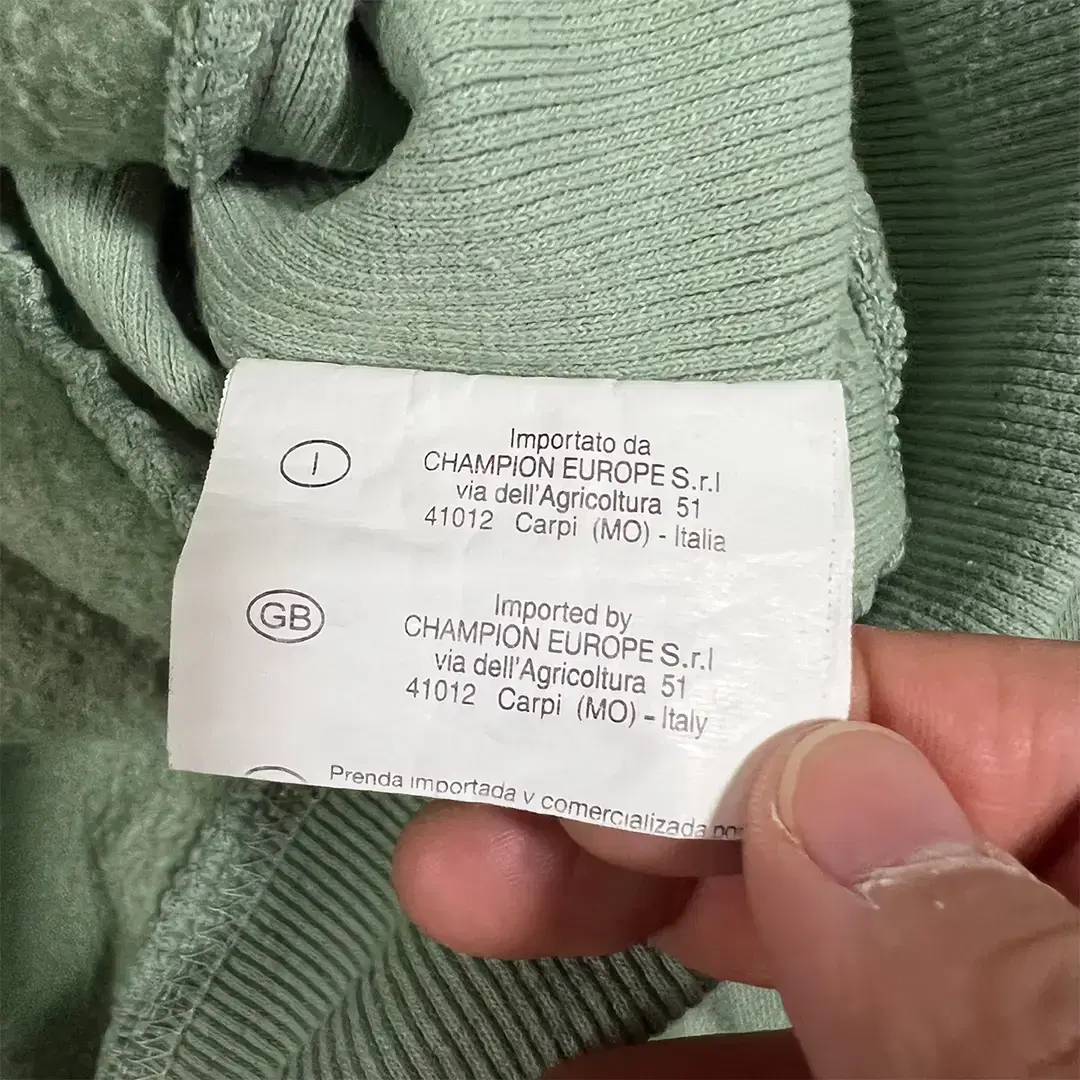 I
Importato da
CHAMPION EUROPE S.r.l
via dell'Agricoltura 51
41012 Carpi (MO) - Italia
GB
Imported by
CHAMPION EUROPE S.r.l
via dell'Agricoltura 51
41012 Carpi (MO) - Italy
Prenda importada y comercializada